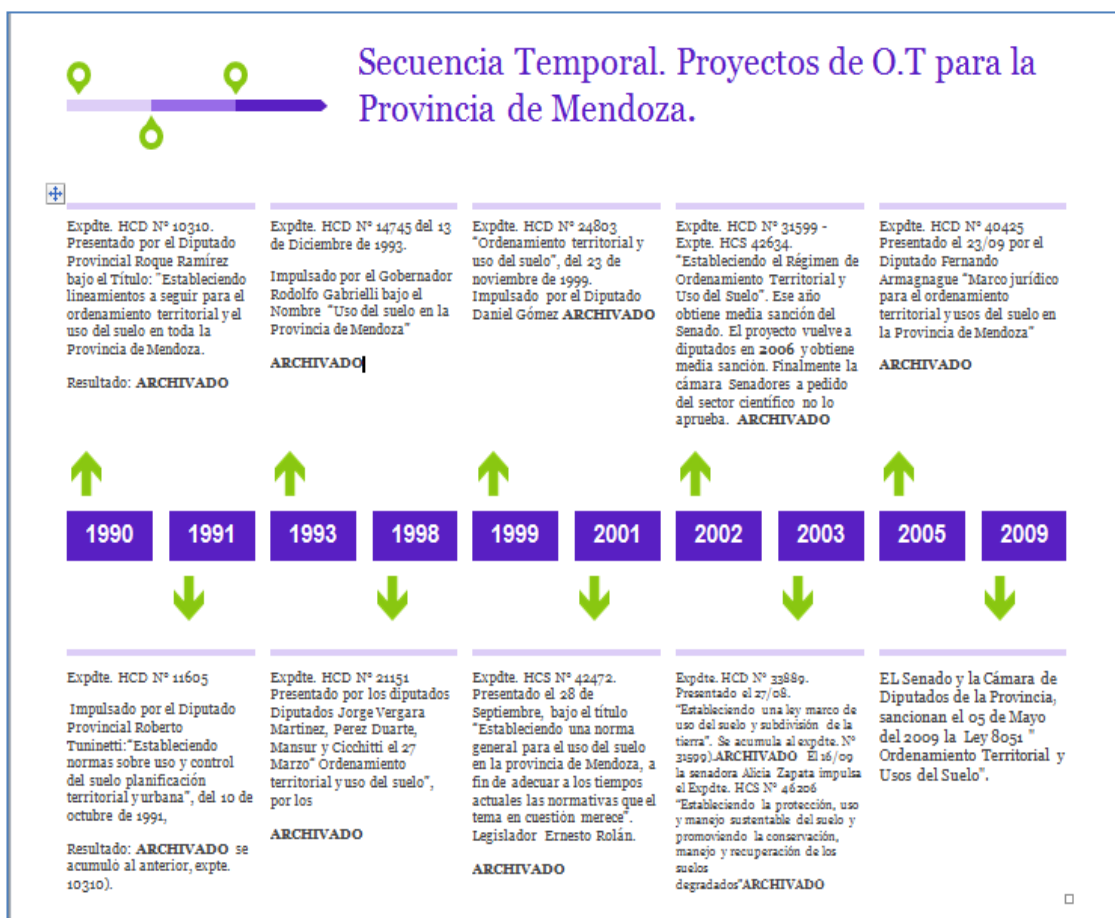 Secuencia Temporal. Proyectos de O.T para la
Provincia de Mendoza.
Expdte. HCD Nº 10310.
Presentado por el Diputado
Provincial Roque Ramírez
bajo el Título: "Estableciendo
lineamientos a seguir para el
ordenamiento territorial y el
uso del suelo en toda la
Provincia de Mendoza.
Resultado: ARCHIVADO
Expdte. HCD Nº 14745 del 13
de Diciembre de 1993.
Impulsado por el Gobernador
Rodolfo Gabrielli bajo el
Nombre "Uso del suelo en la
Provincia de Mendoza"
ARCHIVADO
Expdte. HCD Nº 24803
"Ordenamiento territorial y
uso del suelo", del 23 de
noviembre de 1999.
Impulsado por el Diputado
Daniel Gómez ARCHIVADO
Expdte. HCD Nº 31599 -
Expte. HCS 42634.
"Estableciendo el Régimen de
Ordenamiento Territorial y
Uso del Suelo". Ese año
obtiene media sanción del
Senado. El proyecto vuelve a
diputados en 2006 y obtiene
media sanción. Finalmente la
cámara Senadores a pedido
del sector científico no lo
aprueba. ARCHIVADO
Expdte. HCD Nº 40425
Presentado el 23/09 por el
Diputado Fernando
Armagnague "Marco jurídico
para el ordenamiento
territorial y usos del suelo en
la Provincia de Mendoza"
ARCHIVADO
1990 1991 1993 1998 1999 2001 2002 2003 2005 2009
Expdte. HCD Nº 11605
Impulsado por el Diputado
Provincial Roberto
Tuninetti:"Estableciendo
normas sobre uso y control
del suelo planificación
territorial y urbana", del 10 de
octubre de 1991,
Resultado: ARCHIVADO se
acumuló al anterior, expte.
10310).
Expdte. HCD Nº 21151
Presentado por los diputados
Diputados Jorge Vergara
Martinez, Perez Duarte,
Mansur y Cicchitti el 27
Marzo" Ordenamiento
territorial y uso del suelo",
por los
ARCHIVADO
Expdte. HCS Nº 42472.
Presentado el 28 de
Septiembre, bajo el título
"Estableciendo una norma
general para el uso del suelo
en la provincia de Mendoza, a
fin de adecuar a los tiempos
actuales las normativas que el
tema en cuestión merece".
Legislador Ernesto Rolán.
ARCHIVADO
Expdte. HCD Nº 33889.
Presentado el 27/08.
"Estableciendo una ley marco de
uso del suelo y subdivisión de la
tierra". Se acumula al expdte. Nº
31599).ARCHIVADO El 16/09
la senadora Alicia Zapata impulsa
el Expdte. HCS Nº 46206
"Estableciendo la protección, uso
y manejo sustentable del suelo y
promoviendo la conservación,
manejo y recuperación de los
suelos
degradados"ARCHIVADO
EL Senado y la Cámara de
Diputados de la Provincia,
sancionan el 05 de Mayo
del 2009 la Ley 8051 "
Ordenamiento Territorial y
Usos del Suelo".